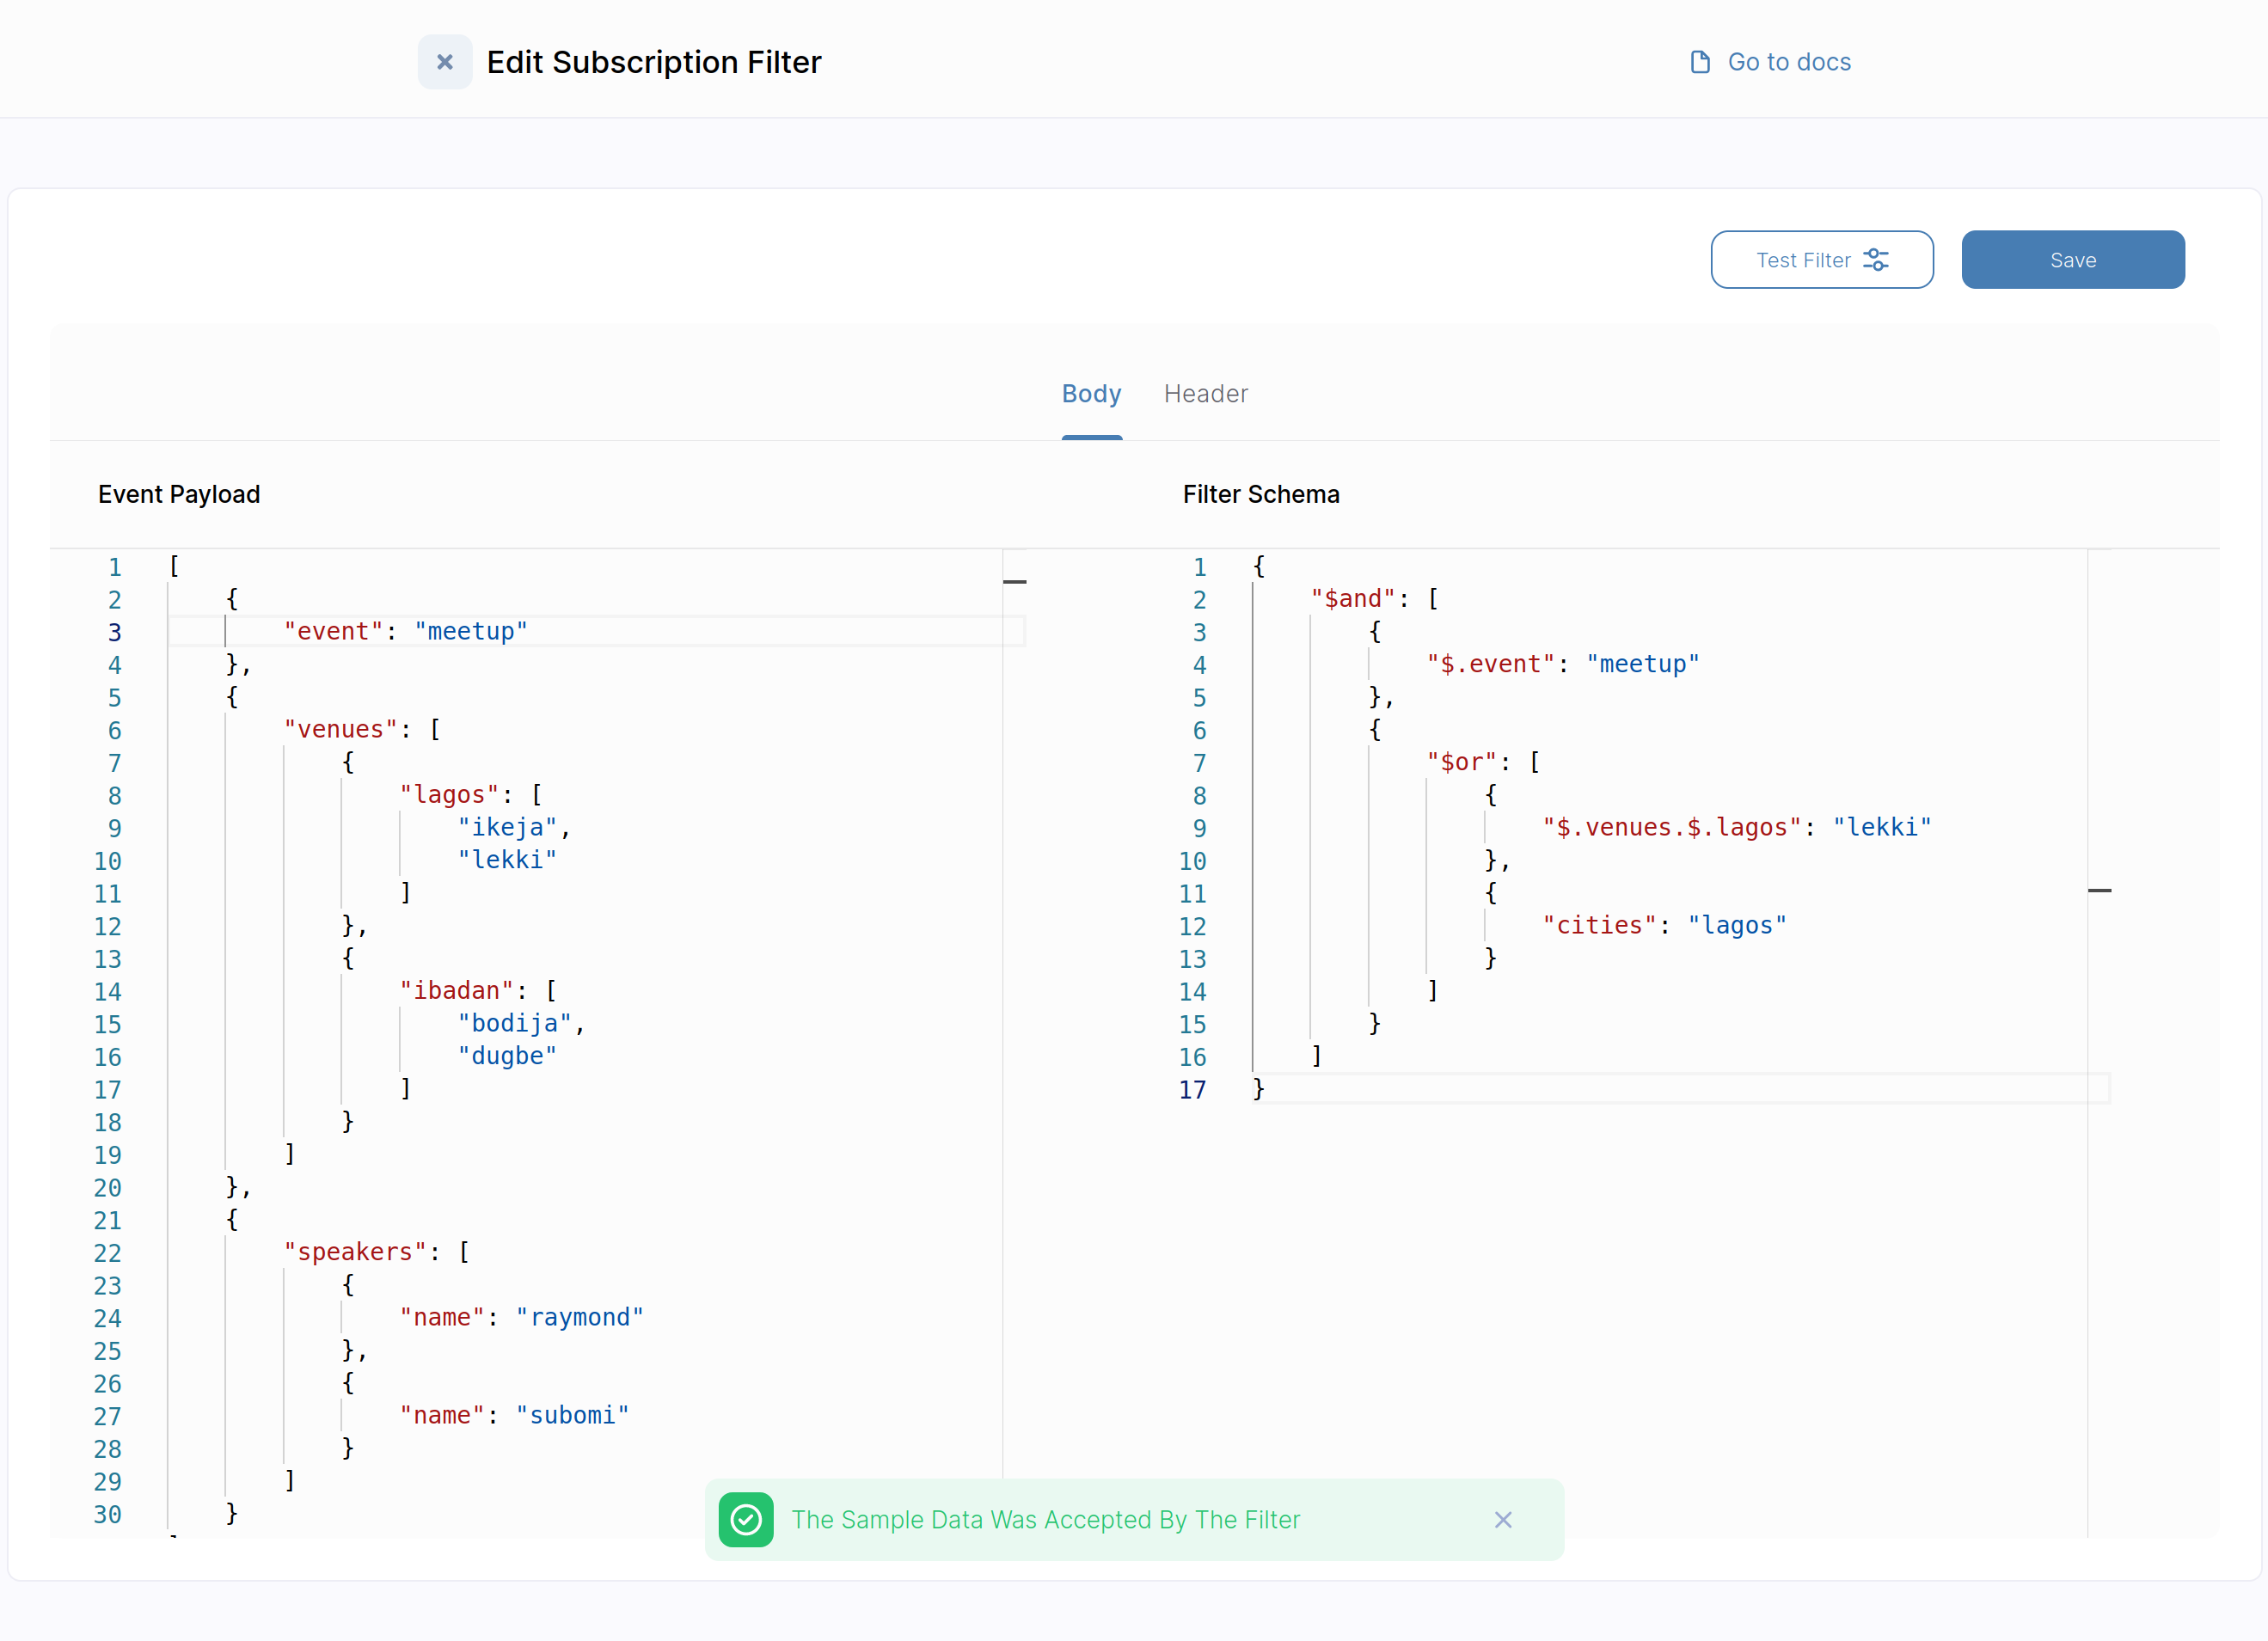 Edit Subscription Filter
Go to docs
Test Filter
Save
Body
Header
Event Payload
1 [
2     {
3         "event": "meetup"
4     },
5     {
6         "venues": [
7             {
8                 "lagos": [
9                     "ikeja",
10                     "lekki"
11                 ]
12             },
13             {
14                 "ibadan": [
15                     "bodija",
16                     "dugbe"
17                 ]
18             }
19         ]
20     },
21     {
22         "speakers": [
23             {
24                 "name": "raymond"
25             },
26             {
27                 "name": "subomi"
28             }
29         ]
30     }
Filter Schema
1 {
2     "$and": [
3         {
4             "$.event": "meetup"
5         },
6         {
7             "$or": [
8                 {
9                     "$.venues.$.lagos": "lekki"
10                 },
11                 {
12                     "cities": "lagos"
13                 }
14             ]
15         }
16     ]
17 }
The Sample Data Was Accepted By The Filter